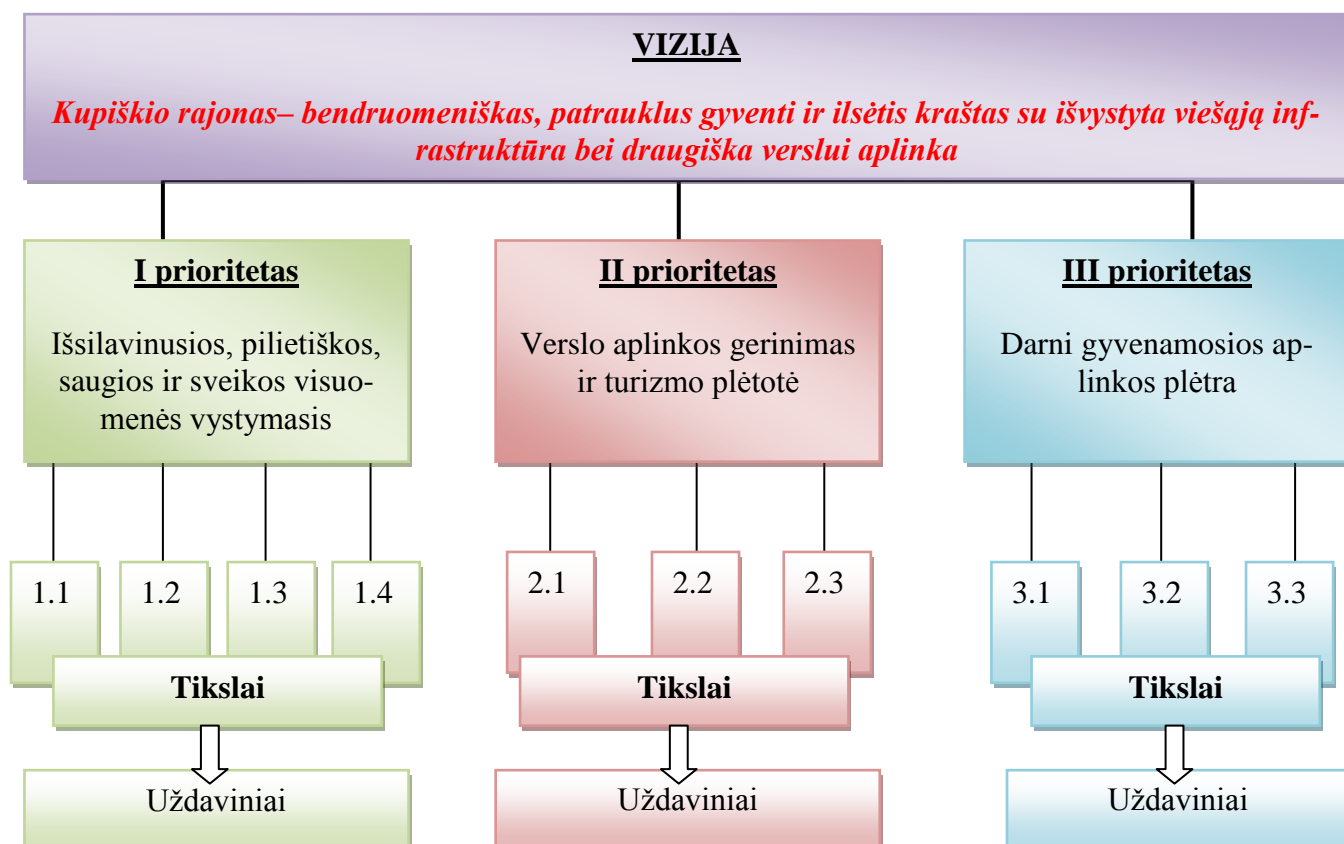 VIZIJA
Kupiškio rajonas– bendruomeniškas, patrauklus gyventi ir ilsėtis kraštas su išvystyta viešąją inf-
rastruktūra bei draugiška verslui aplinka
I prioritetas
Išsilavinusios, pilietiškos,
saugios ir sveikos visuo-
menės vystymasis
II prioritetas
Verslo aplinkos gerinimas
ir turizmo plėtotė
III prioritetas
Darni gyvenamosios ap-
linkos plėtra
1.1
1.2
1.3
1.4
2.1
2.2
2.3
3.1
3.2
3.3
Tikslai
Tikslai
Tikslai
Uždaviniai
Uždaviniai
Uždaviniai